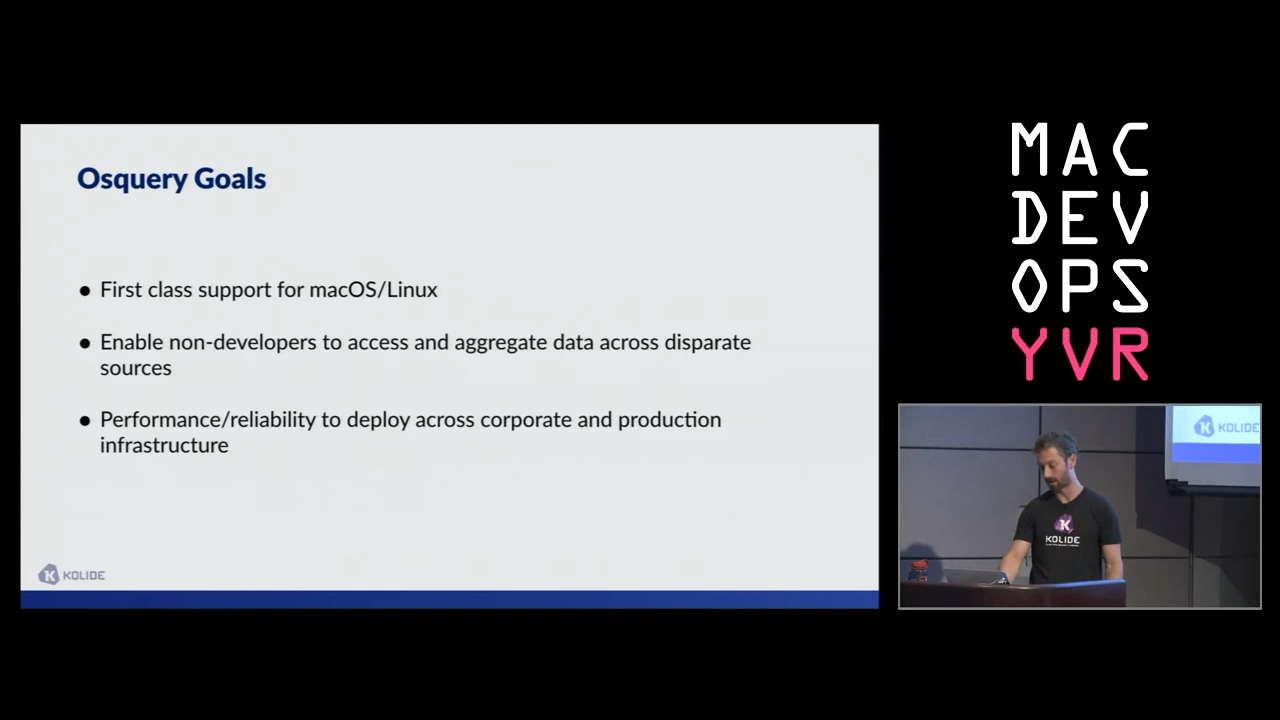 Osquery Goals
● First class support for macOS/Linux
● Enable non-developers to access and aggregate data across disparate
sources
● Performance/reliability to deploy across corporate and production
infrastructure
KOLIDE
MAC
DEV
OPS
YVR
KOLIDE
KOLIDE